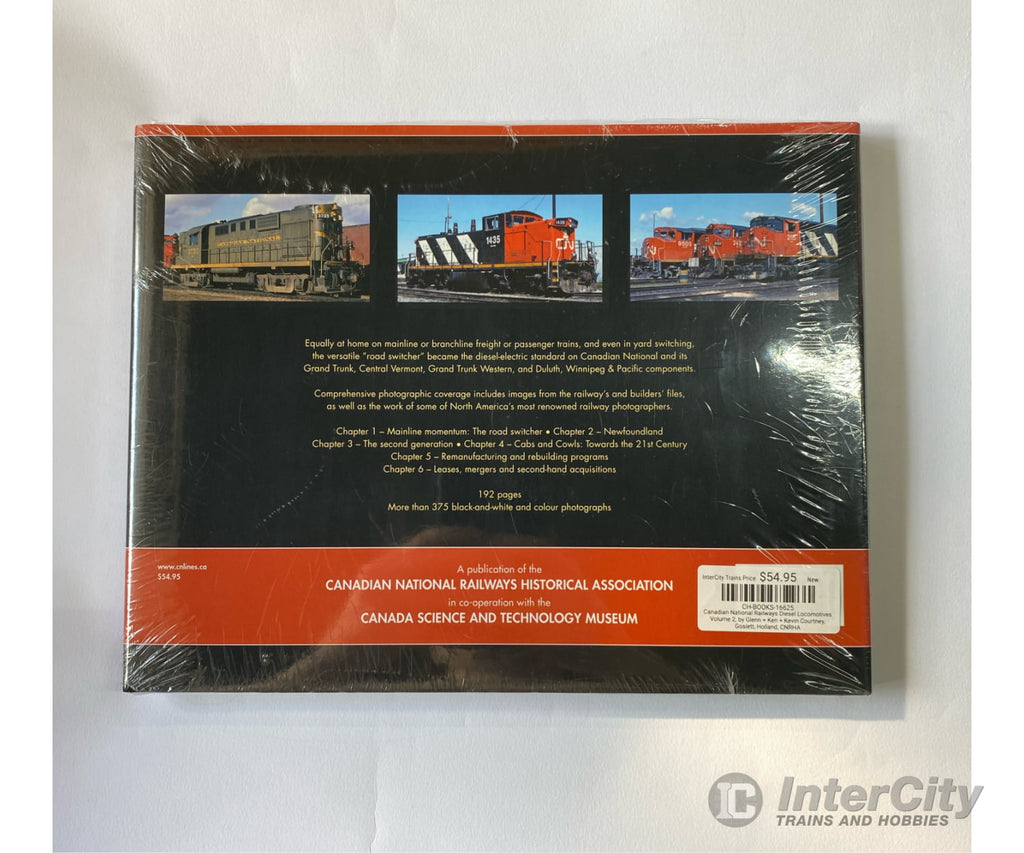 CANADIAN NATIONAL
1435
CN
Equally at home on mainline or branchline freight or passenger trains, and even in yard switching,
the versatile "road switcher" became the diesel-electric standard on Canadian National and its
Grand Trunk, Central Vermont, Grand Trunk Western, and Duluth, Winnipeg & Pacific components.
Comprehensive photographic coverage includes images from the railway's and builders' files,
as well as the work of some of North America's most renowned railway photographers.
Chapter 1 – Mainline momentum: The road switcher • Chapter 2 – Newfoundland
Chapter 3 – The second generation • Chapter 4 – Cabs and Cowls: Towards the 21st Century
Chapter 5 – Remanufacturing and rebuilding programs
Chapter 6 – Leases, mergers and second-hand acquisitions
192 pages
More than 375 black-and-white and colour photographs
www.cnlines.ca
$54.95
A publication of the
CANADIAN NATIONAL RAILWAYS HISTORICAL ASSOCIATION
in co-operation with the
CANADA SCIENCE AND TECHNOLOGY MUSEUM
InterCity Trains Price $54.95 New
CH-BOOKS-16625
Canadian National Railways Diesel Locomotives
Volume 2, by Glenn + Ken + Kevin Courtney,
Goslett, Holland, CNRHA
IC InterCity
TRAINS AND HOBBIES